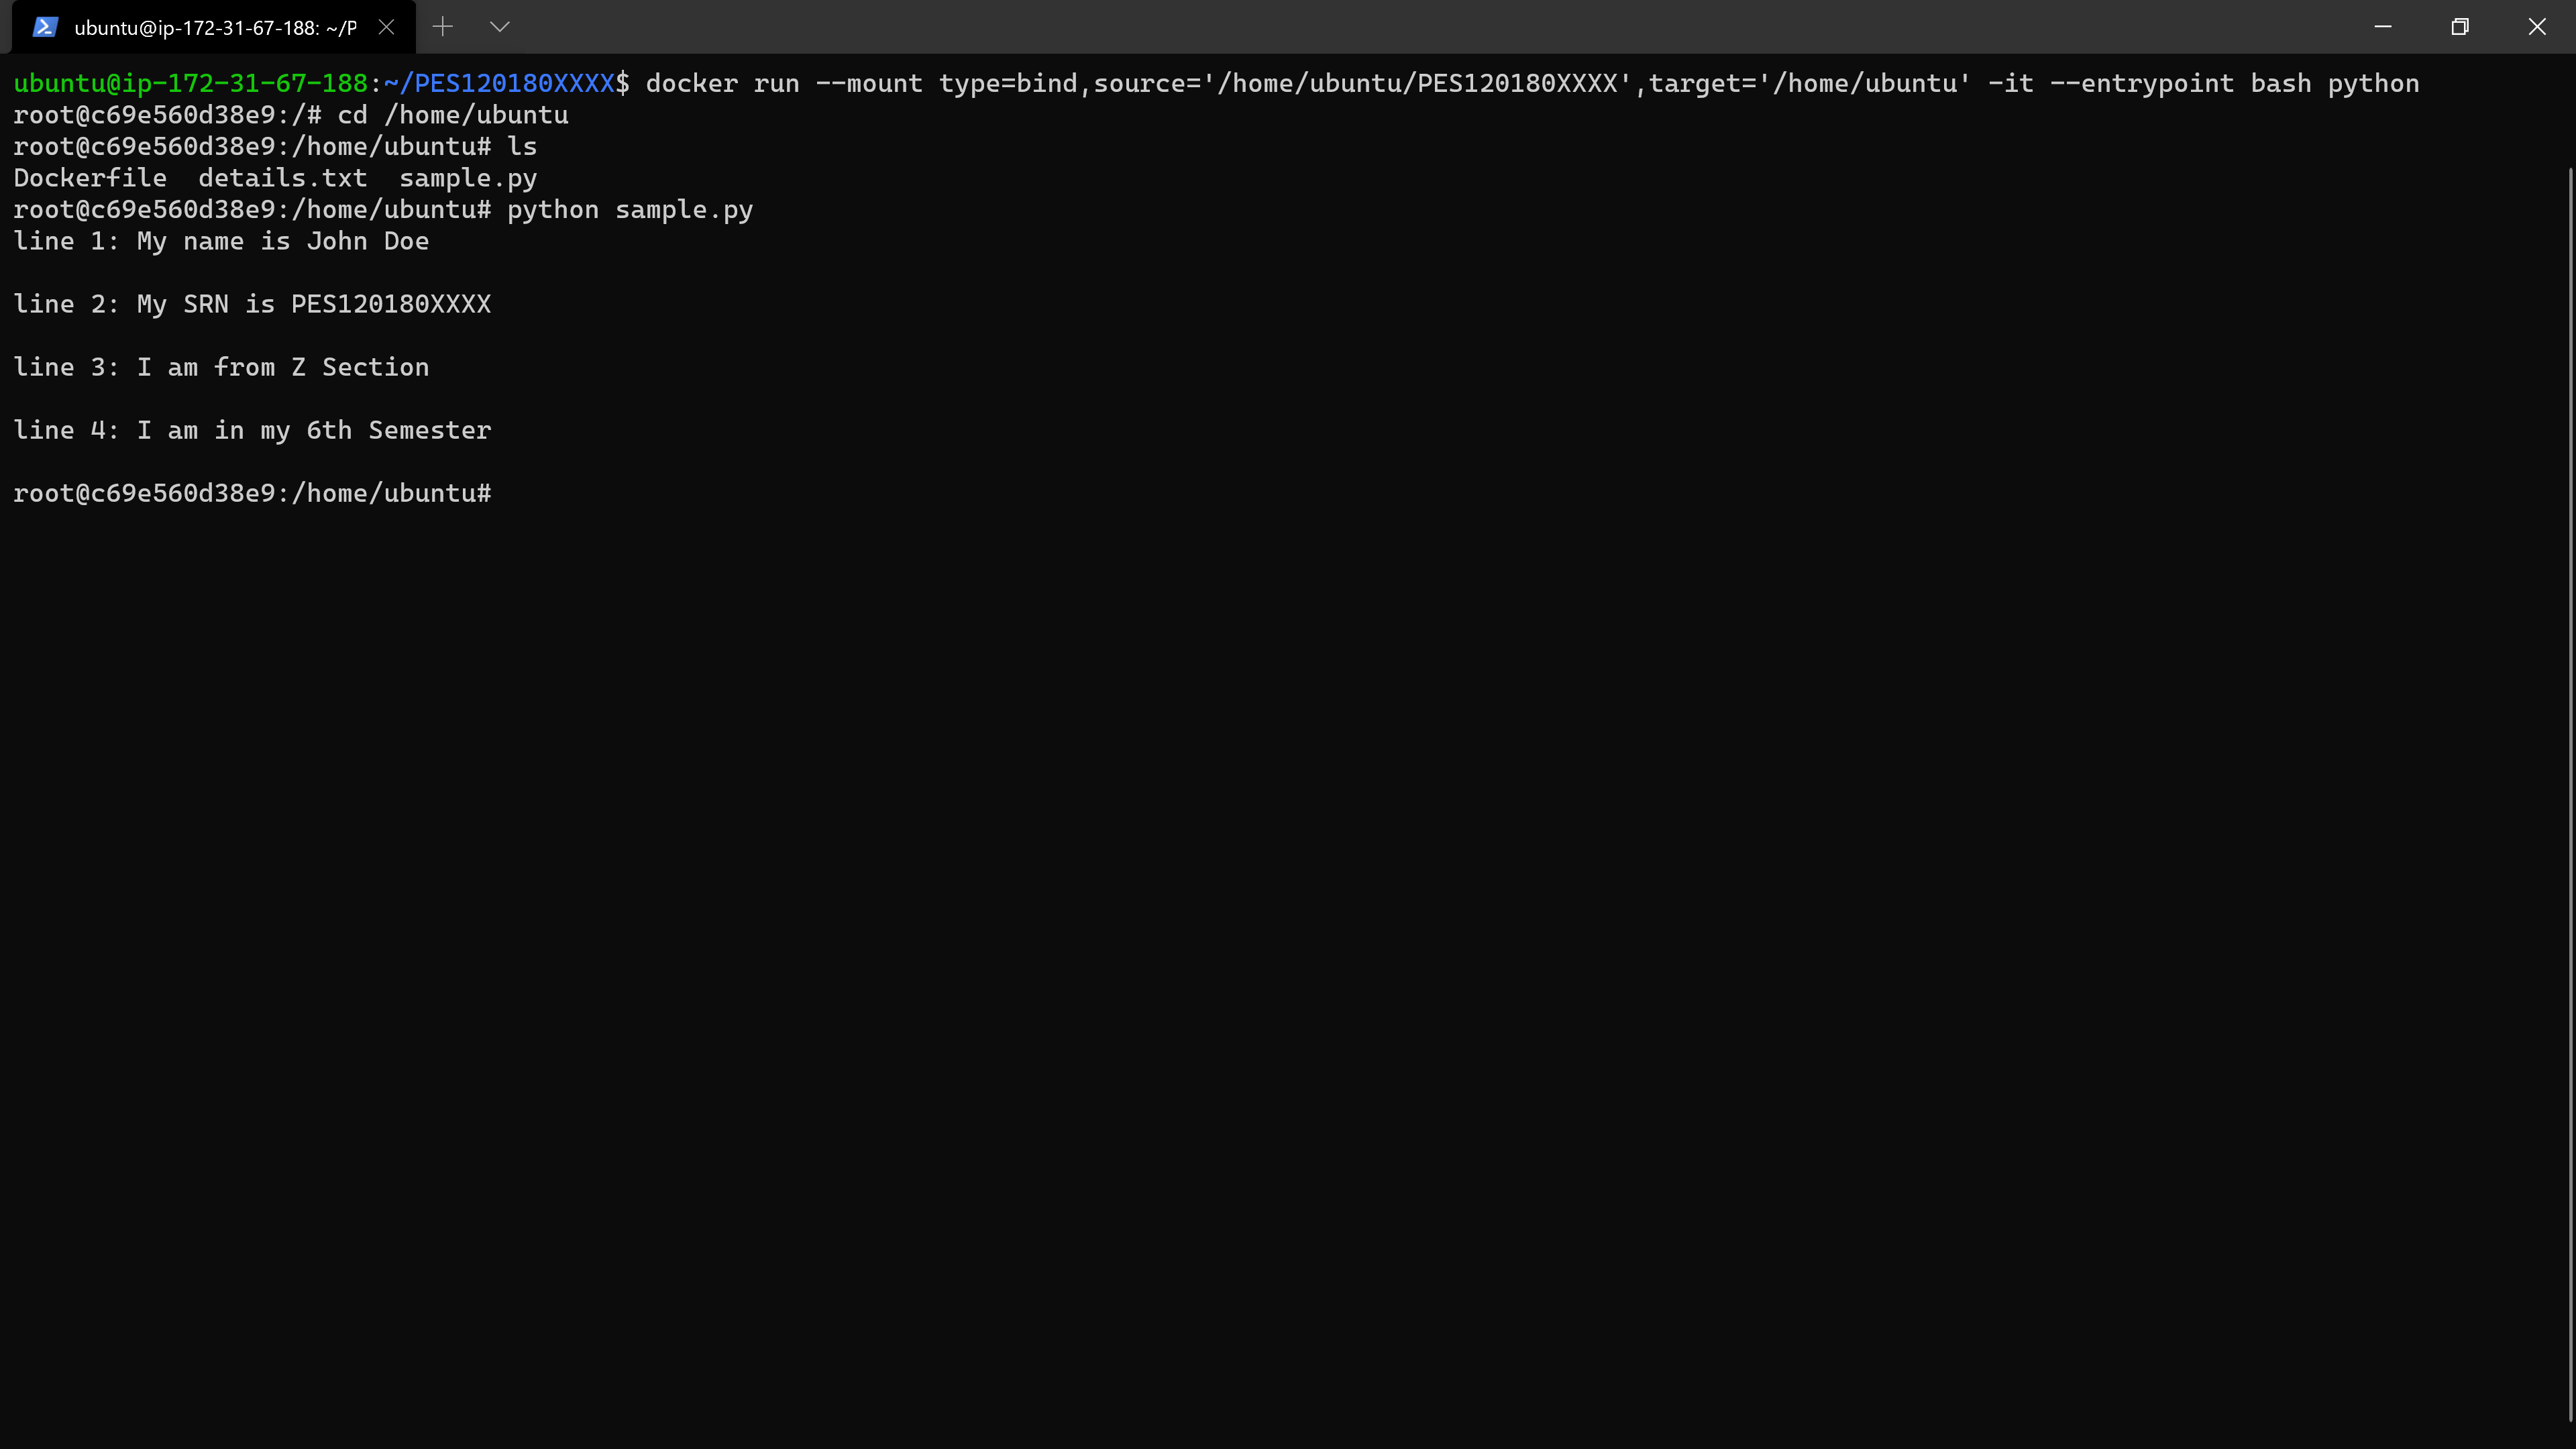 ubuntu@ip-172-31-67-188: ~/P
ubuntu@ip-172-31-67-188:~/PES120180XXXX$ docker run --mount type=bind,source='/home/ubuntu/PES120180XXXX',target='/home/ubuntu' -it --entrypoint bash python
root@c69e560d38e9:/# cd /home/ubuntu
root@c69e560d38e9:/home/ubuntu# ls
Dockerfile  details.txt  sample.py
root@c69e560d38e9:/home/ubuntu# python sample.py
line 1: My name is John Doe
line 2: My SRN is PES120180XXXX
line 3: I am from Z Section
line 4: I am in my 6th Semester
root@c69e560d38e9:/home/ubuntu#